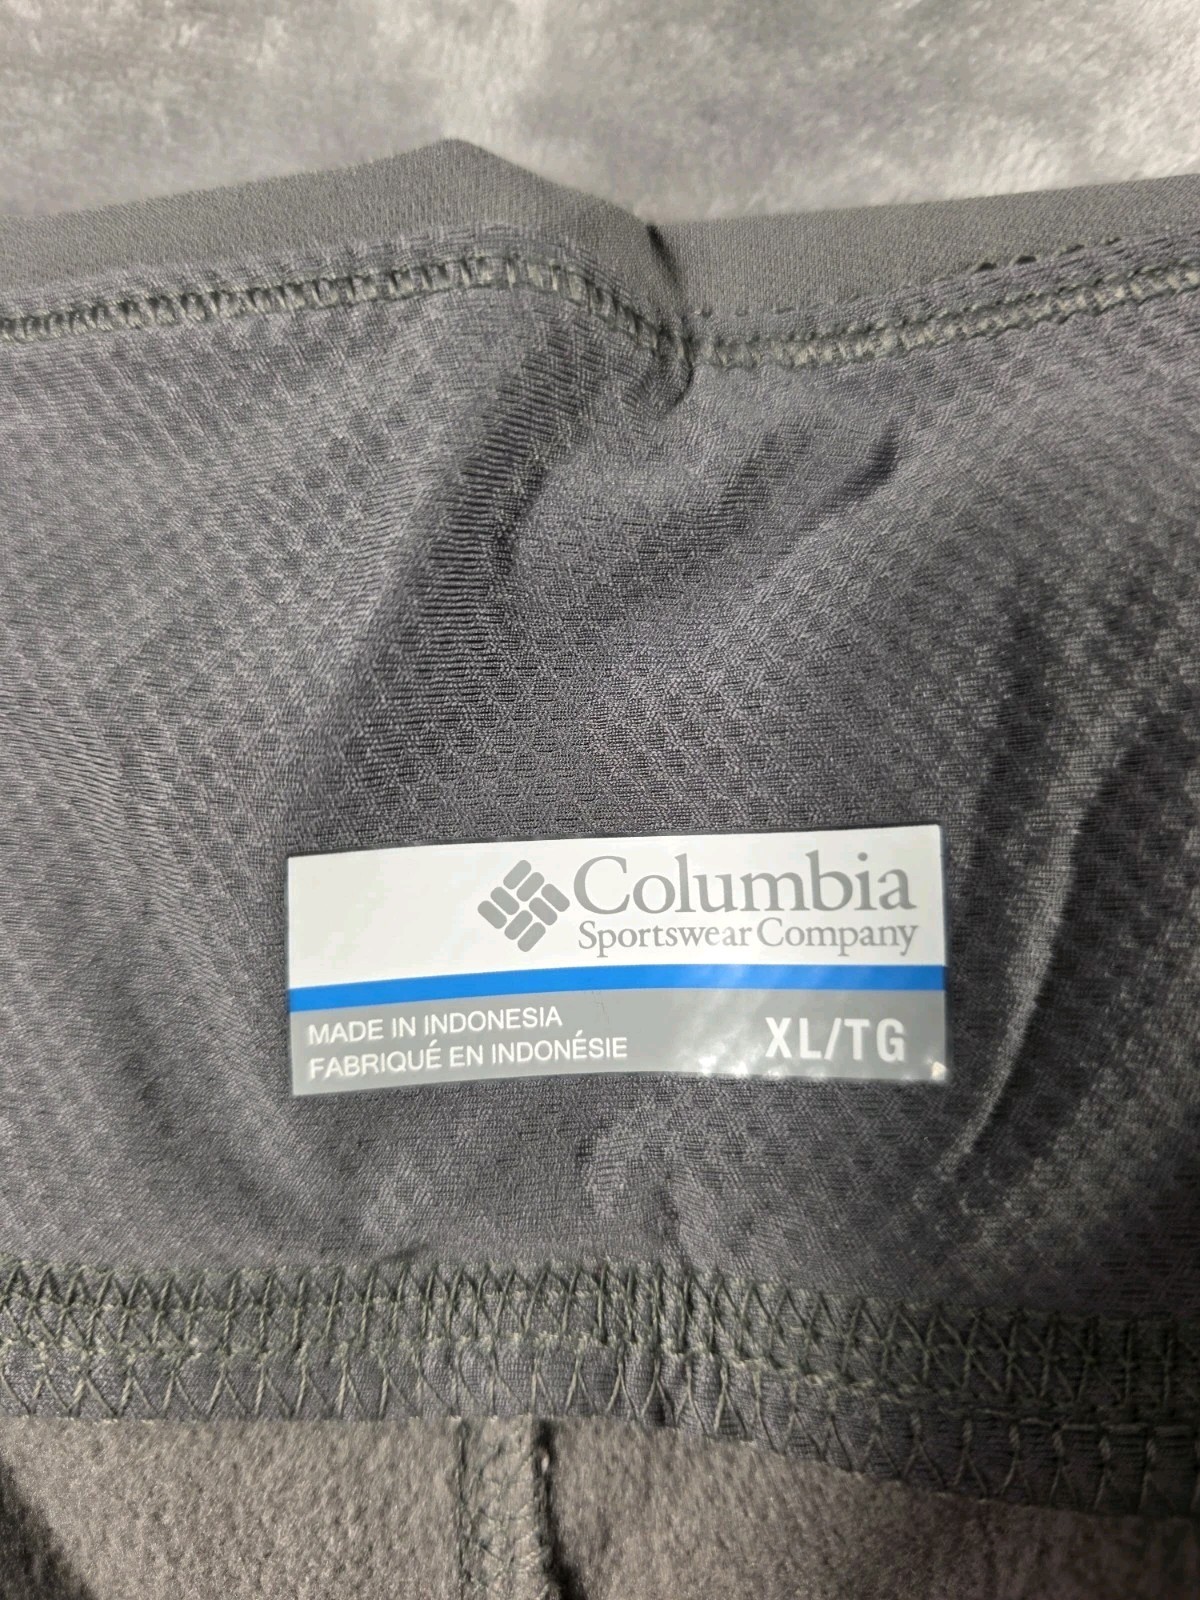 Columbia
Sportswear Company
MADE IN INDONESIA
FABRIQUÉ EN INDONÉSIE
XL/TG